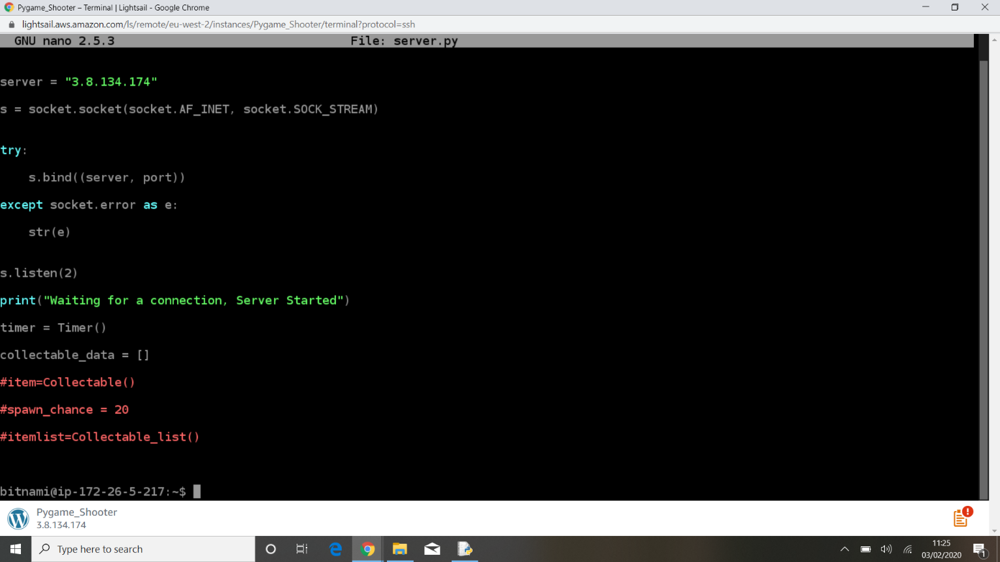 Pygame_Shooter – Terminal | Lightsail - Google Chrome
lightsail.aws.amazon.com/ls/remote/eu-west-2/instances/Pygame_Shooter/terminal?protocol=ssh
GNU nano 2.5.3 File: server.py
server = "3.8.134.174"
s = socket.socket(socket.AF_INET, socket.SOCK_STREAM)
try:
s.bind((server, port))
except socket.error as e:
str(e)
s.listen(2)
print("Waiting for a connection, Server Started")
timer = Timer()
collectable_data = []
#item=Collectable()
#spawn_chance = 20
#itemlist=Collectable_list()
bitnami@ip-172-26-5-217:~$
Pygame_Shooter
3.8.134.174
Type here to search
11:25
03/02/2020
1